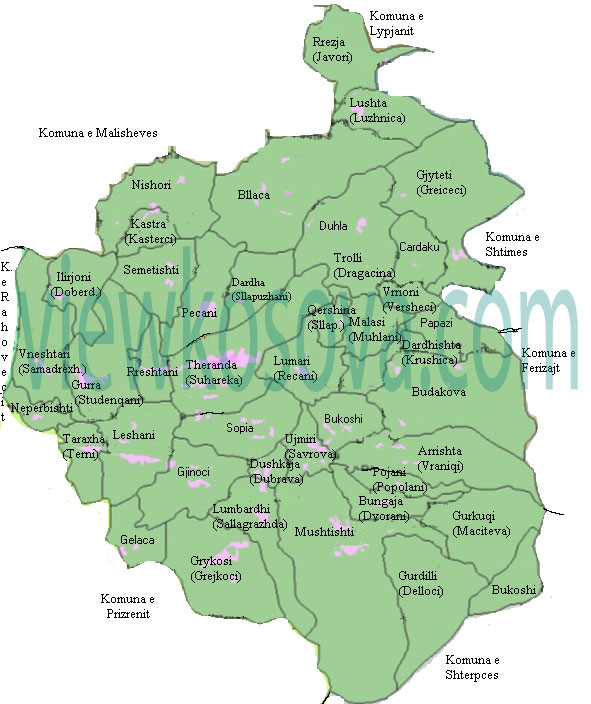 Komuna e
Lypjanit
Rrezja
(Javori)
Lushta
(Luzhnica)
Komuna e Malisheves
Gjyteti
(Greiceci)
Nishori
Bllaca
Kastra
(Kasterci)
Duhla
Cardaku
Komuna e
Shtimes
Trolli
(Dragacina)
K.
e
R
a
h
o
v
e
c
i
t
Ilirjoni
(Doberd.)
Semetishti
Dardha
(Sllapuzhani)
Vrrioni
(Versheci)
viewkosova.com
Pecani
Qershina
(Sllap.)
Malasi
(Muhlani)
Papazi
Dardhishta
(Krushica)
Komuna e
Ferizajt
Vneshtari
(Samadrexh.)
Rreshtani
Theranda
(Suhareka)
Lumari
(Recani)
Gurra
(Studenqani)
Budakova
Neperbishti
Taraxha
(Terni)
Leshani
Sopia
Bukoshi
Ujmiri
(Savrova)
Arrishta
(Vraniqi)
Gjinoci
Dushkaja
(Dubrava)
Pojani
(Popolani)
Bungaja
(Dvorani)
Lumbardhi
(Sallagrazhda)
Mushtishti
Gurkuqi
(Maciteva)
Gelaca
Grykosi
(Grejkoci)
Gurdilli
(Delloci)
Bukoshi
Komuna e
Prizrenit
Komuna e
Shterpces